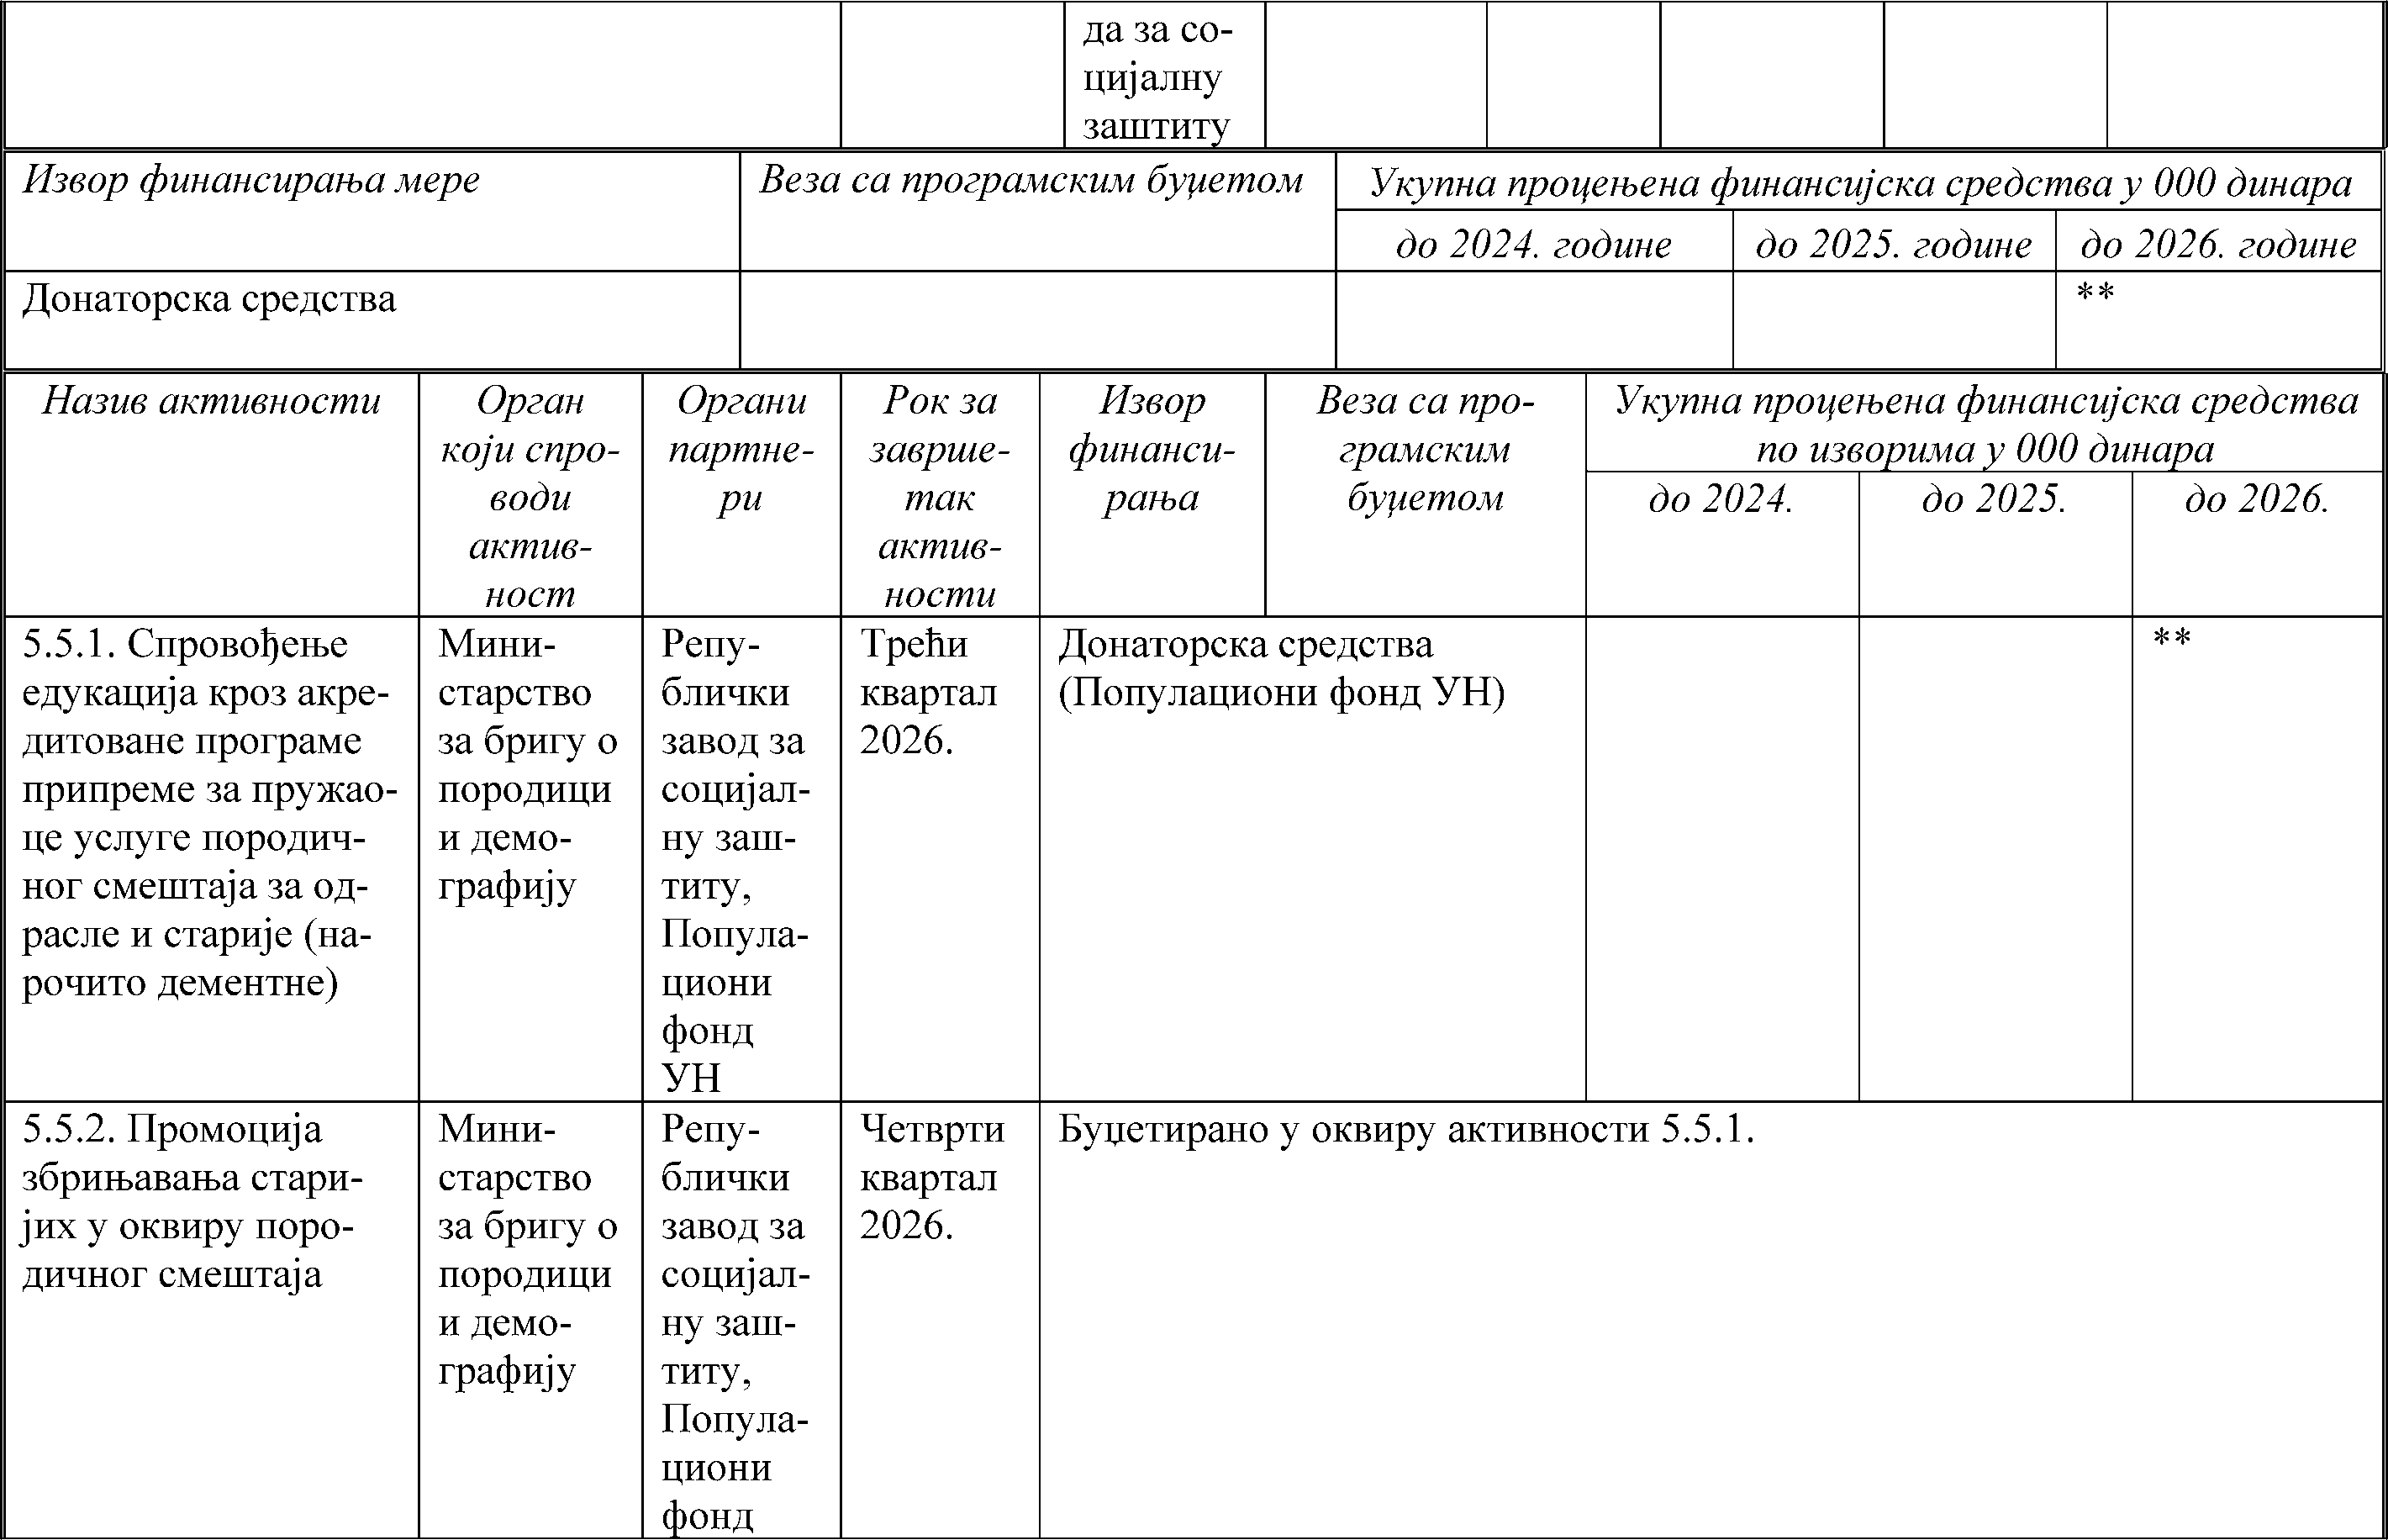 да за со-
цијалну
заштиту
Извор финансирања мере
Веза са програмским буџетом
Укупна процењена финансијска средства у 000 динара
до 2024. године
до 2025. године
до 2026. године
Донаторска средства
**
Назив активности
Орган
који спро-
води
актив-
ност
Органи
партне-
ри
Рок за
заврше-
так
актив-
ности
Извор
финанси-
рања
Веза са про-
грамским
буџетом
Укупна процењена финансијска средства
по изворима у 000 динара
до 2024.
до 2025.
до 2026.
5.5.1. Спровођење
едукација кроз акре-
дитоване програме
припреме за пружао-
це услуге породич-
ног смештаја за од-
расле и старије (на-
рочито дементне)
Мини-
старство
за бригу о
породици
и демо-
графију
Репу-
блички
завод за
социјал-
ну заш-
титу,
Популa-
циони
фонд
УН
Трећи
квартал
2026.
Донаторска средства
(Популациони фонд УН)
**
5.5.2. Промоција
збрињавања стари-
јих у оквиру поро-
дичног смештаја
Мини-
старство
за бригу о
породици
и демо-
графију
Репу-
блички
завод за
социјал-
ну заш-
титу,
Популa-
циони
фонд
Четврти
квартал
2026.
Буџетирано у оквиру активности 5.5.1.